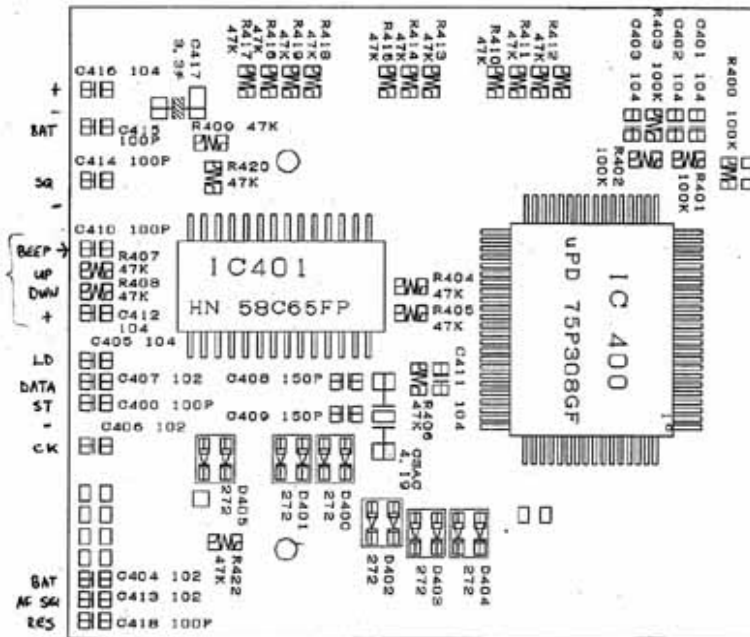 C417
3.3P
R417
47K
R416
47K
R419
47K
R418
47K
R415
47K
R414
47K
R413
47K
R410
47K
R411
47K
R412
47K
C403 104
R403 100K
C402 104
C401 104
R400 100K
C416 104
+
-
BAT
100P
R409 47K
C414 100P
SQ
R420
47K
R402
100K
R401
100K
-
C410 100P
BEEP→
R407
47K
UP
R408
47K
DWN
+
C412
104
IC401
HN 58C65FP
R404
47K
R405
47K
IC 400
uPD 75P308GF
1
C405 104
LD
DATA
C407 102
ST
C400 100P
-
C406 102
CK
C408 150P
C409 150P
R406
47K
C411 104
CSAC
4.19
D405
272
D401
272
D400
272
D402
272
D403
272
D404
272
R422
47K
BAT
C404 102
AF SQ
C413 102
RES
C418 100P